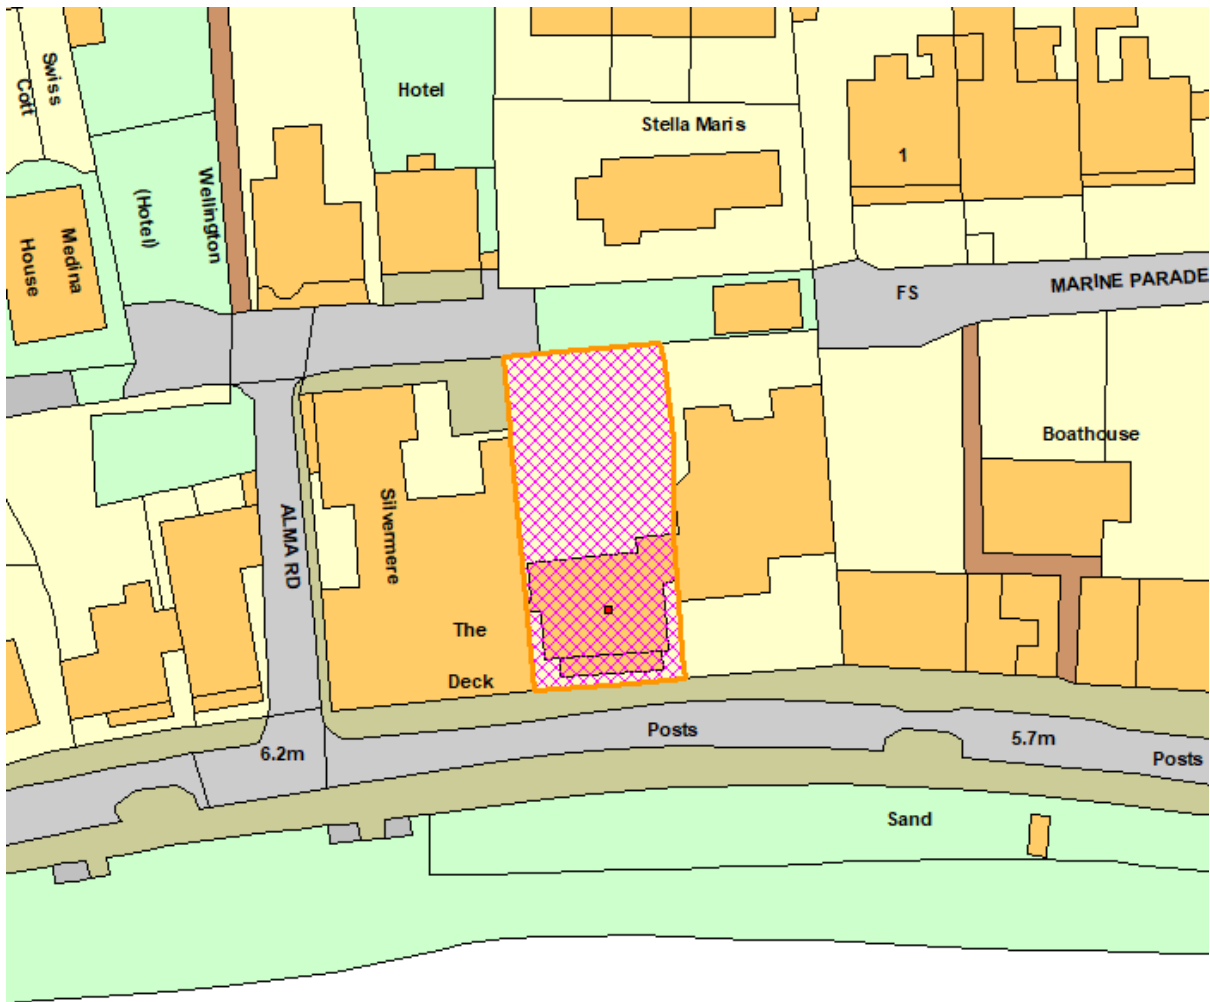 Swiss
Cott
Hotel
Stella Maris
1
Wellington
(Hotel)
Medina
House
FS
MARINE PARADE
Boathouse
ALMA RD
Silvermere
The
Deck
6.2m
Posts
5.7m
Posts
Sand